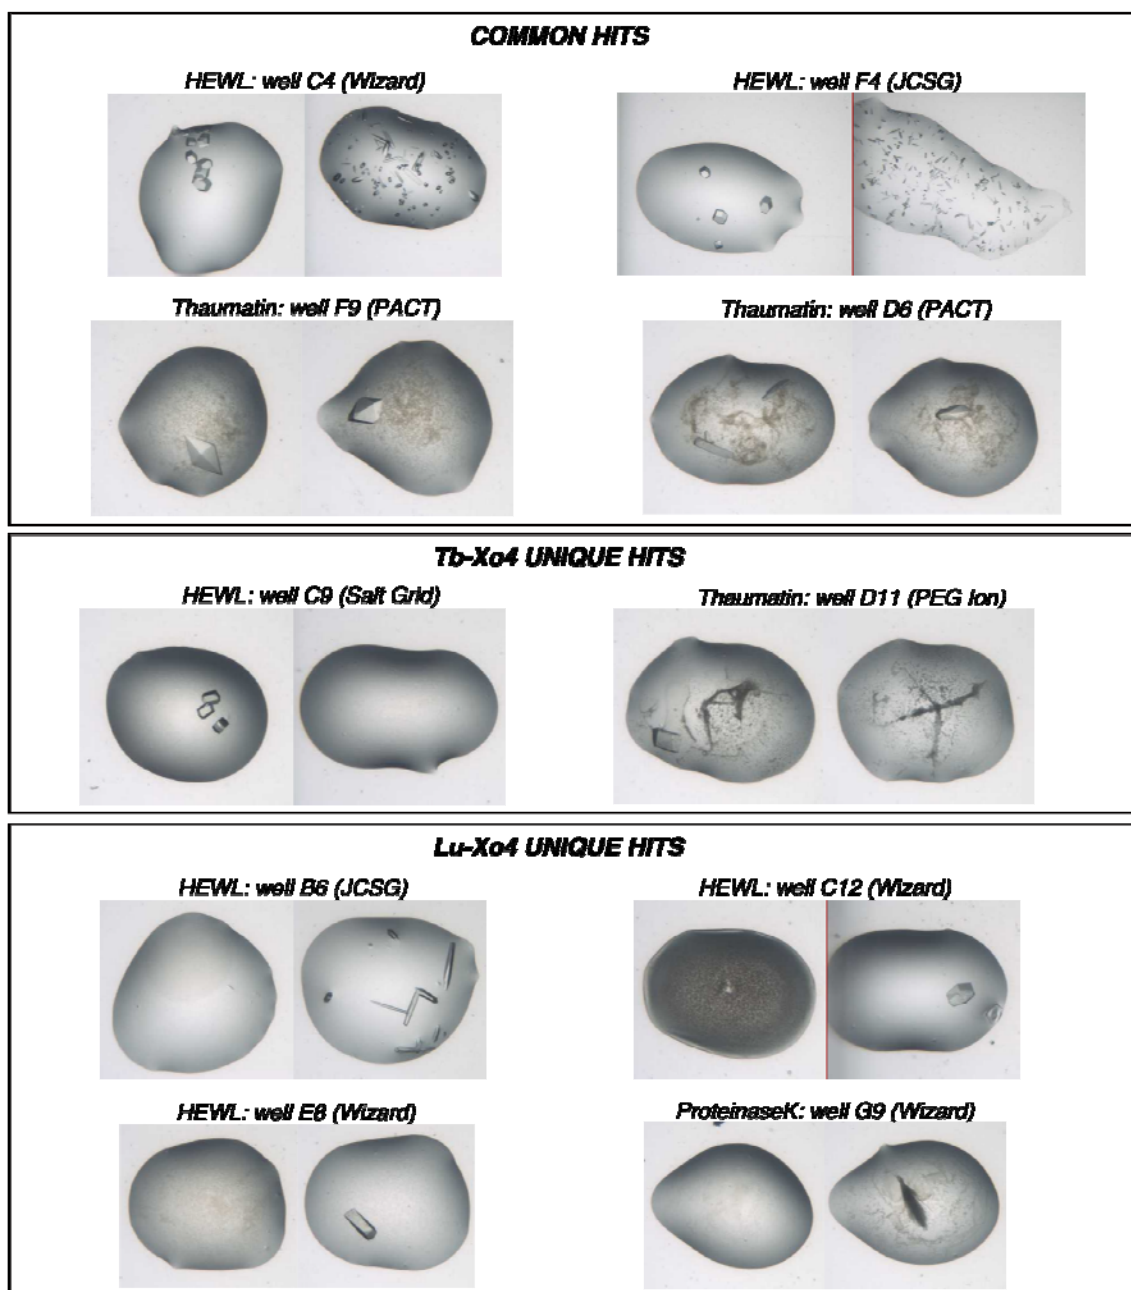 COMMON HITS
HEWL: well C4 (Wizard)
HEWL: well F4 (JCSG)
Thaumatin: well F9 (PACT)
Thaumatin: well D6 (PACT)
Tb-Xo4 UNIQUE HITS
HEWL: well C9 (Salt Grid)
Thaumatin: well D11 (PEG Ion)
Lu-Xo4 UNIQUE HITS
HEWL: well B6 (JCSG)
HEWL: well C12 (Wizard)
HEWL: well E8 (Wizard)
ProteinaseK: well G9 (Wizard)